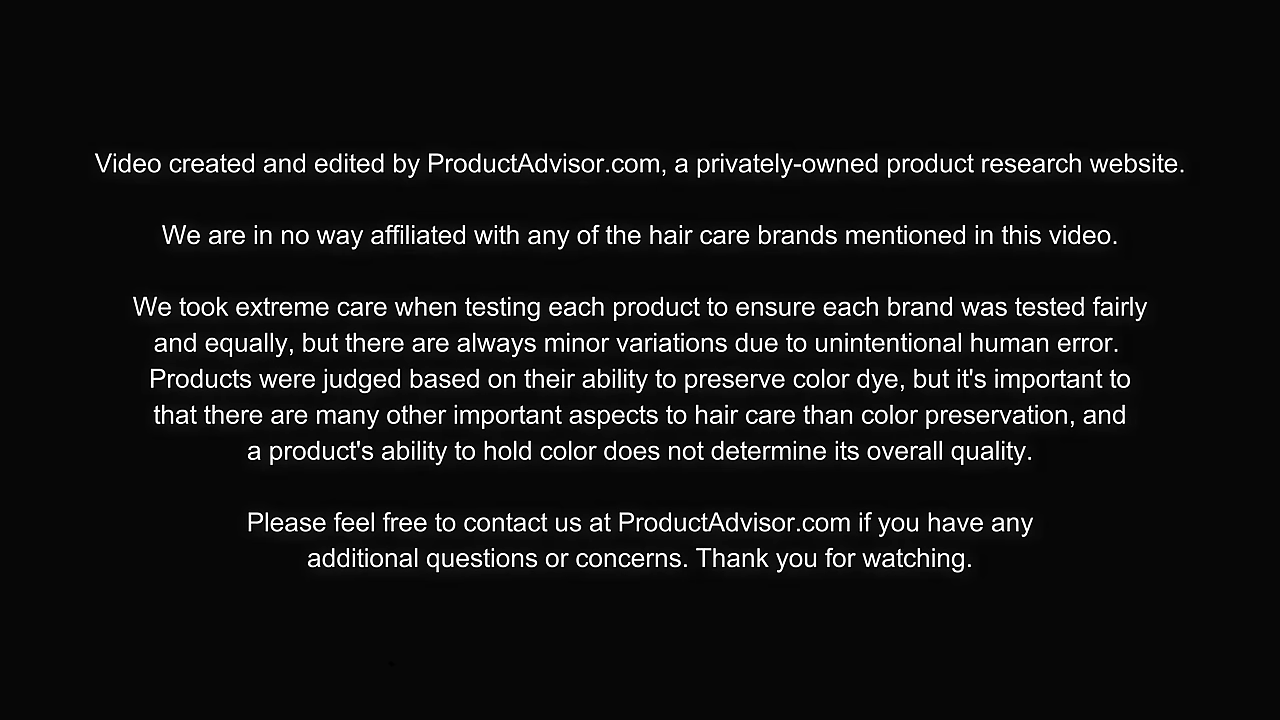 Video created and edited by ProductAdvisor.com, a privately-owned product research website.
We are in no way affiliated with any of the hair care brands mentioned in this video.
We took extreme care when testing each product to ensure each brand was tested fairly
and equally, but there are always minor variations due to unintentional human error.
Products were judged based on their ability to preserve color dye, but it's important to
that there are many other important aspects to hair care than color preservation, and
a product's ability to hold color does not determine its overall quality.
Please feel free to contact us at ProductAdvisor.com if you have any
additional questions or concerns. Thank you for watching.